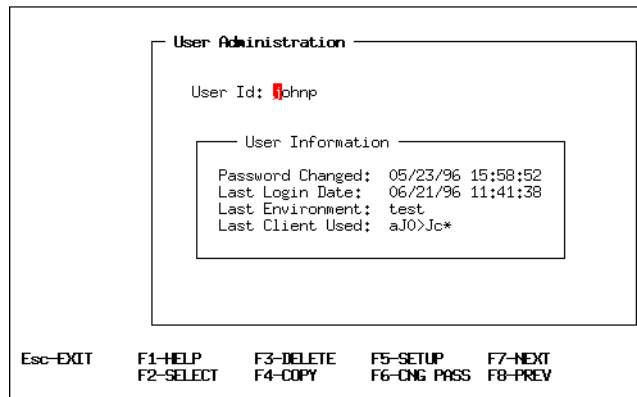 User Administration
User Id: johnp
User Information
Password Changed: 05/23/96 15:58:52
Last Login Date: 06/21/96 11:41:38
Last Environment: test
Last Client Used: aJ0>Jc*
Esc-EXIT F1-HELP F3-DELETE F5-SETUP F7-NEXT
F2-SELECT F4-COPY F6-CNG PASS F8-PREV